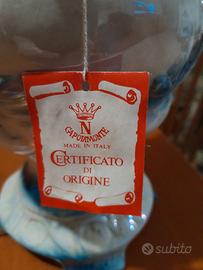 N
CAPODIMONTE
MADE IN ITALY
CERTIFICATO
DI
ORIGINE
subito